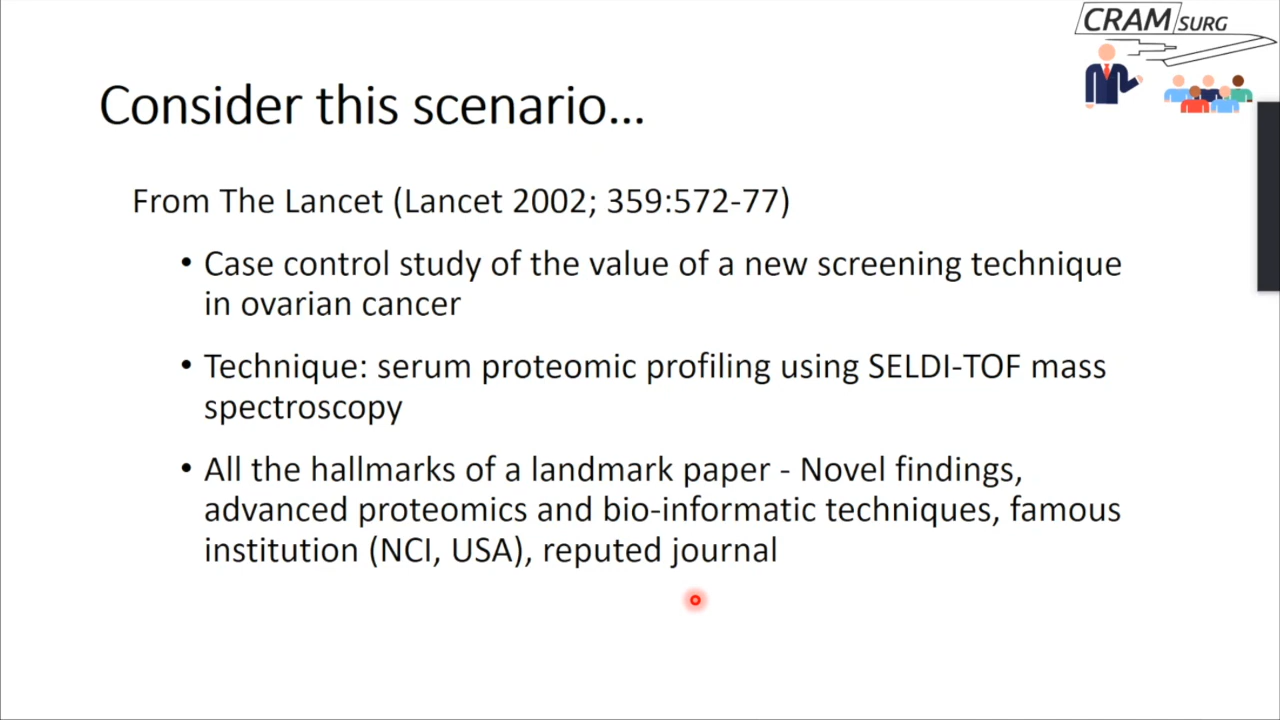 CRAM SURG
Consider this scenario...
From The Lancet (Lancet 2002; 359:572-77)
• Case control study of the value of a new screening technique
in ovarian cancer
• Technique: serum proteomic profiling using SELDI-TOF mass
spectroscopy
• All the hallmarks of a landmark paper - Novel findings,
advanced proteomics and bio-informatic techniques, famous
institution (NCI, USA), reputed journal